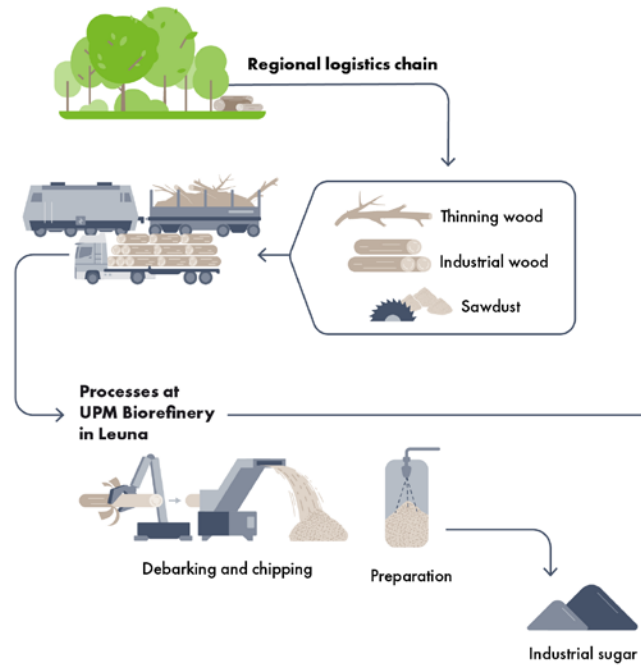 Regional logistics chain
Thinning wood
Industrial wood
Sawdust
Processes at
UPM Biorefinery
in Leuna
Debarking and chipping
Preparation
Industrial sugar